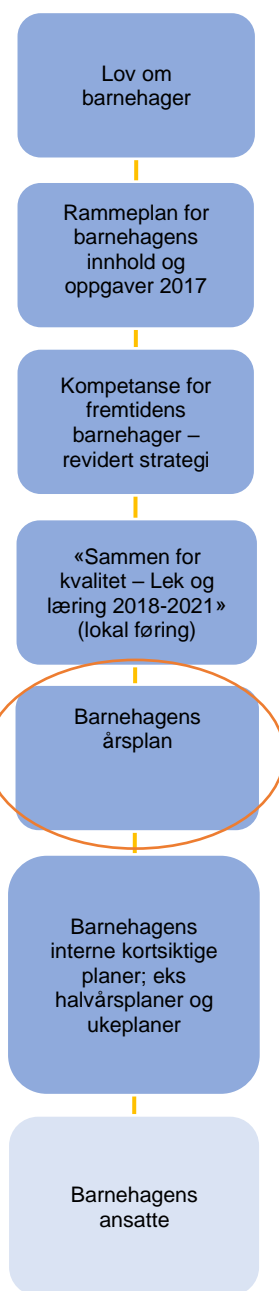 Lov om
barnehager
Rammeplan for
barnehagens
innhold og
oppgaver 2017
Kompetanse for
fremtidens
barnehager –
revidert strategi
«Sammen for
kvalitet – Lek og
læring 2018-2021»
(lokal føring)
Barnehagens
årsplan
Barnehagens
interne kortsiktige
planer; eks
halvårsplaner og
ukeplaner
Barnehagens
ansatte